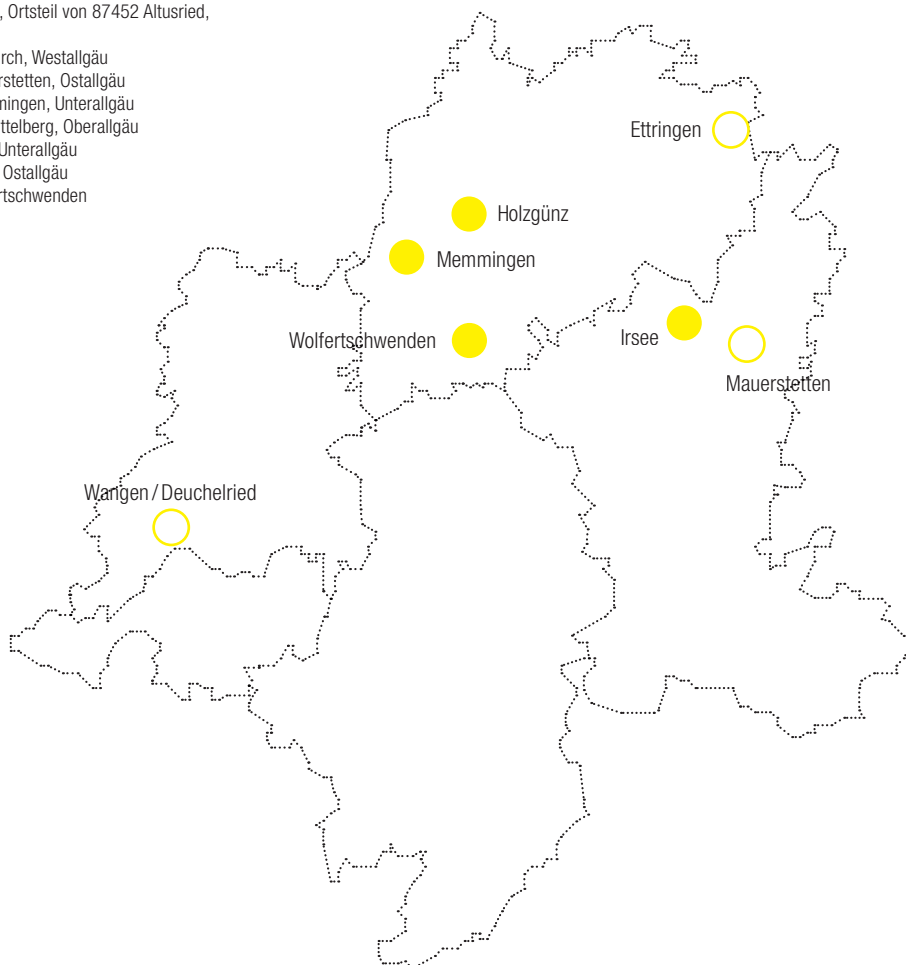 , Ortsteil von 87452 Altusried,
rch, Westallgäu
rstetten, Ostallgäu
mingen, Unterallgäu
ttelberg, Oberallgäu
Unterallgäu
Ostallgäu
rtschwenden
Ettringen
Holzgünz
Memmingen
Wolfertschwenden
Irsee
Mauerstetten
Wangen / Deuchelried